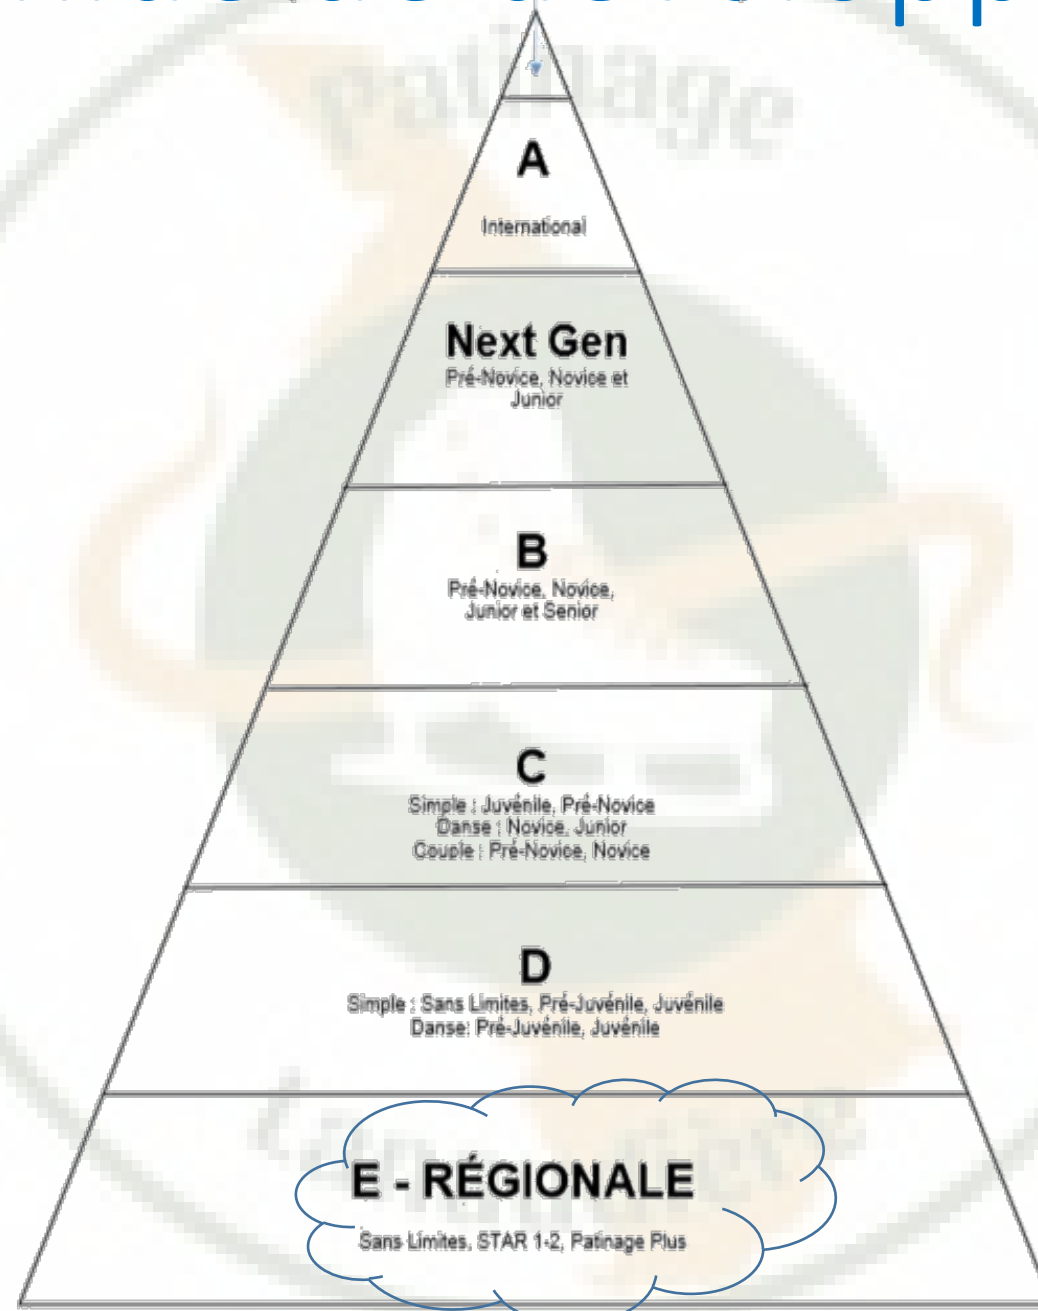 Patinage
A
International
Next Gen
Pré-Novice, Novice et
Junior
B
Pré-Novice, Novice,
Junior et Senior
C
Simple : Juvénile, Pré-Novice
Danse : Novice, Junior
Couple : Pré-Novice, Novice
D
Simple : Sans Limites, Pré-Juvénile, Juvénile
Danse: Pré-Juvénile, Juvénile
E - RÉGIONALE
Sans Limites, STAR 1-2, Patinage Plus